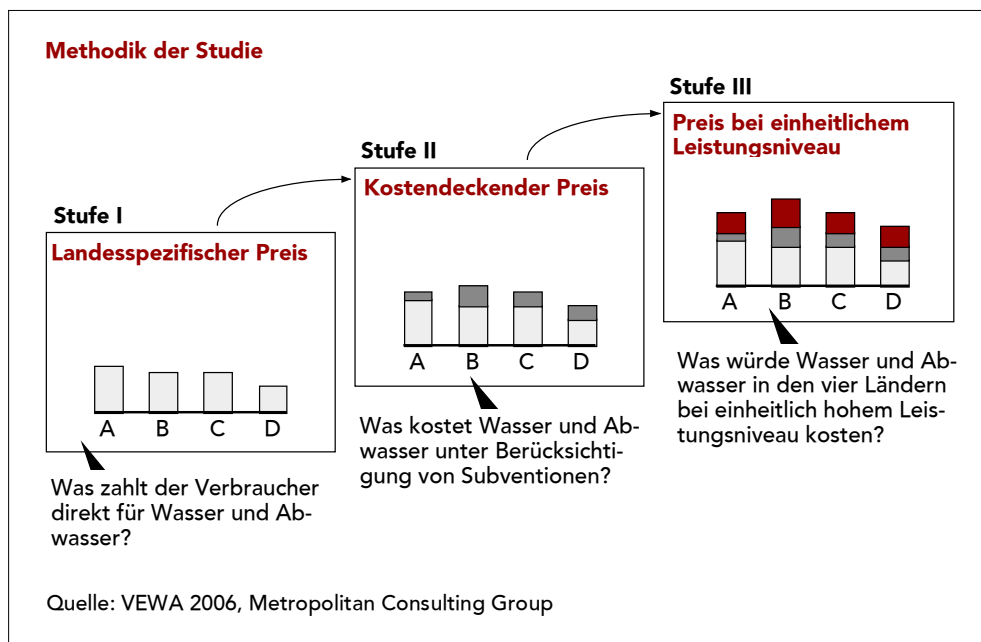 Methodik der Studie
Stufe I
Landesspezifischer Preis
A B C D
Was zahlt der Verbraucher
direkt für Wasser und Ab-
wasser?
Stufe II
Kostendeckender Preis
A B C D
Was kostet Wasser und Ab-
wasser unter Berücksichti-
gung von Subventionen?
Stufe III
Preis bei einheitlichem
Leistungsniveau
A B C D
Was würde Wasser und Ab-
wasser in den vier Ländern
bei einheitlich hohem Leis-
tungsniveau kosten?
Quelle: VEWA 2006, Metropolitan Consulting Group